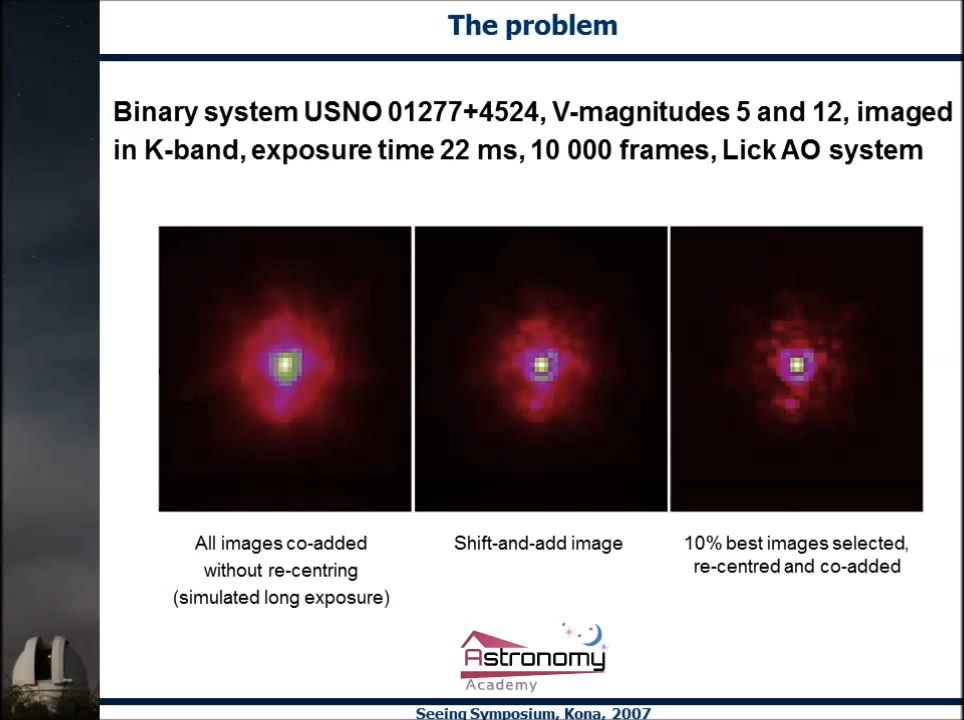 The problem
Binary system USNO 01277+4524, V-magnitudes 5 and 12, imaged
in K-band, exposure time 22 ms, 10 000 frames, Lick AO system
All images co-added
without re-centring
(simulated long exposure)
Shift-and-add image
10% best images selected,
re-centred and co-added
Astronomy
Academy
Seeing Symposium, Kona, 2007